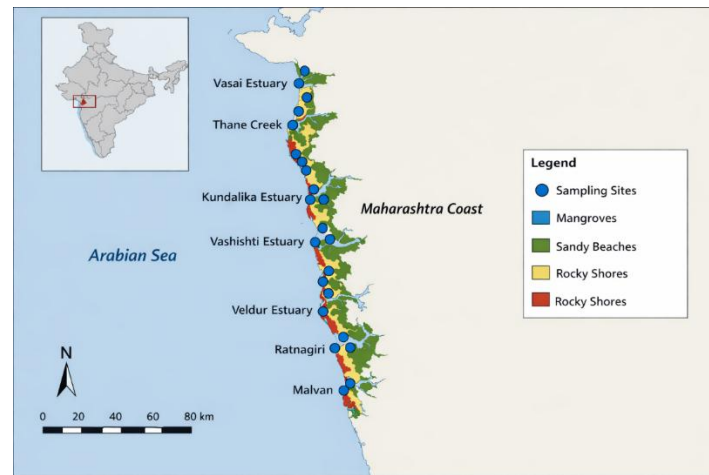 Vasai Estuary
Thane Creek
Kundalika Estuary
Maharashtra Coast
Vashishti Estuary
Arabian Sea
Veldur Estuary
Ratnagiri
Malvan
N
0 20 40 60 80 km
Legend
Sampling Sites
Mangroves
Sandy Beaches
Rocky Shores
Rocky Shores